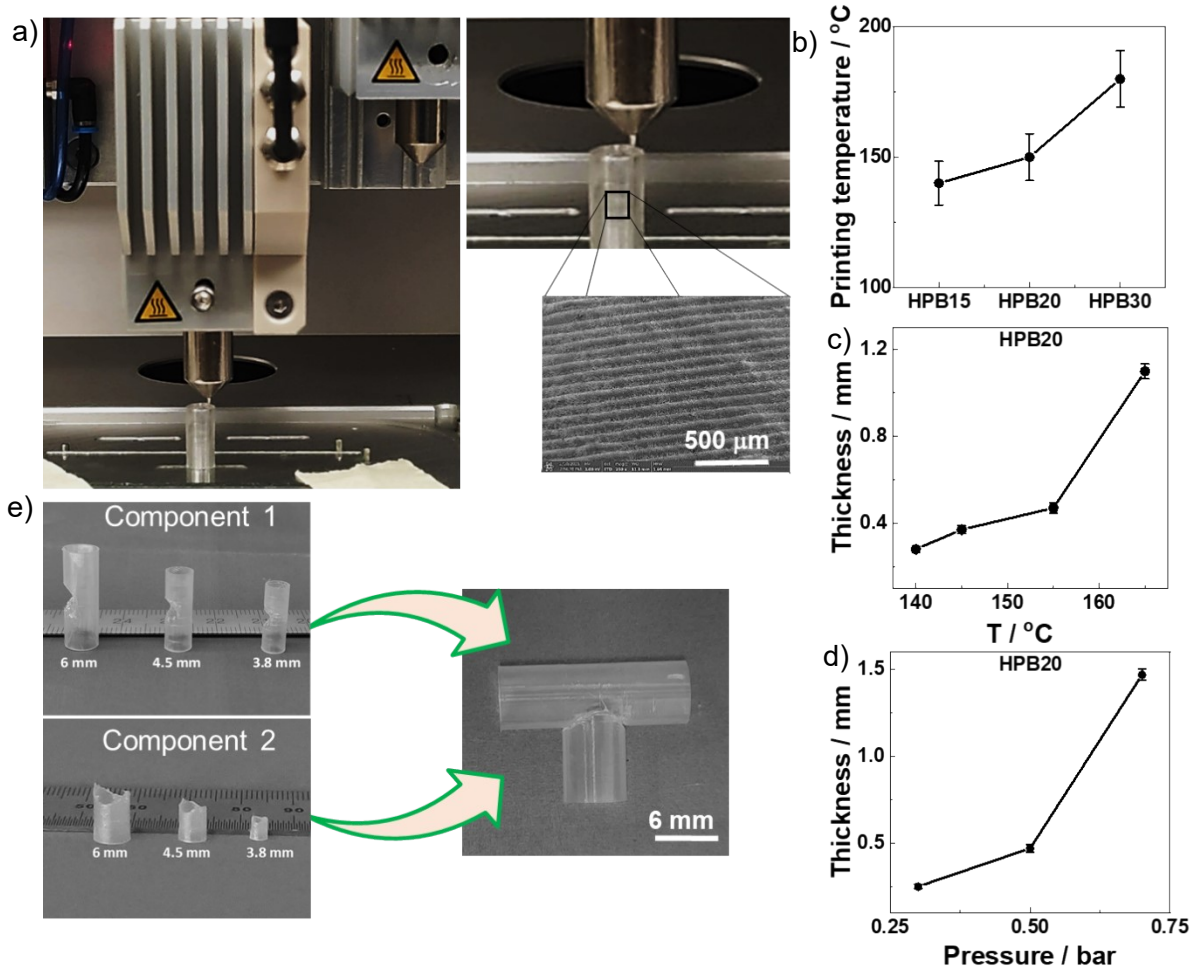 a)
500 μm
b)
Printing temperature / °C
200
150
100
HPB15 HPB20 HPB30
c)
HPB20
Thickness / mm
1.2
0.8
0.4
140 150 160
T / °C
d)
HPB20
Thickness / mm
1.5
1.0
0.5
0.25 0.50 0.75
Pressure / bar
e)
Component 1
6 mm 4.5 mm 3.8 mm
Component 2
6 mm 4.5 mm 3.8 mm
6 mm